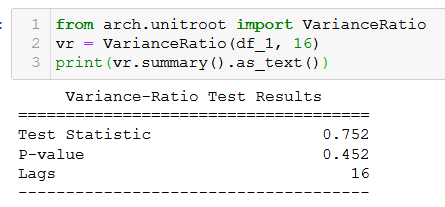 1 from arch.unitroot import VarianceRatio
2 vr = VarianceRatio(df_1, 16)
3 print(vr.summary().as_text())
Variance-Ratio Test Results
=====================================
Test Statistic 0.752
P-value 0.452
Lags 16
-------------------------------------